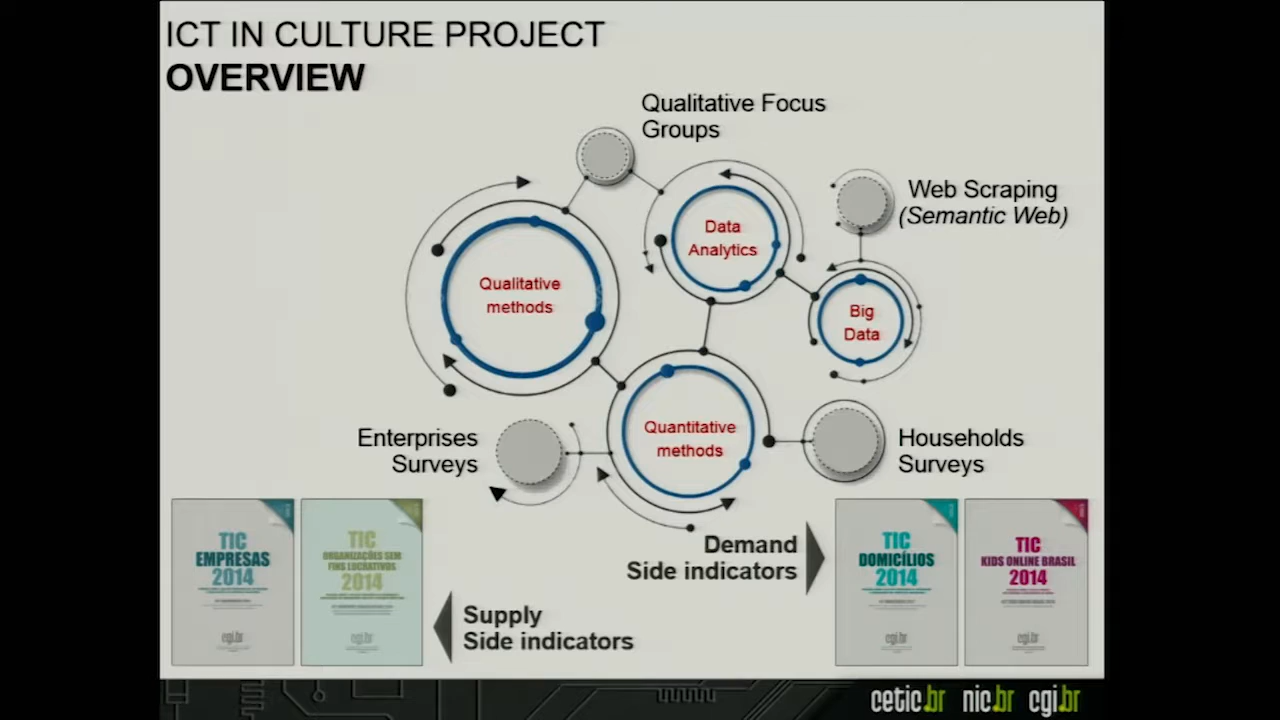 ICT IN CULTURE PROJECT
OVERVIEW
Qualitative Focus
Groups
Web Scraping
(Semantic Web)
Data
Analytics
Qualitative
methods
Big
Data
Quantitative
methods
Enterprises
Surveys
Households
Surveys
TIC
EMPRESAS
2014
cgi.br
TIC
ORGANIZAÇÕES SEM
FINS LUCRATIVOS
2014
cgi.br
Demand
Side indicators
Supply
Side indicators
TIC
DOMICÍLIOS
2014
cgi.br
TIC
KIDS ONLINE BRASIL
2014
cgi.br
cetic.br nic.br cgi.br